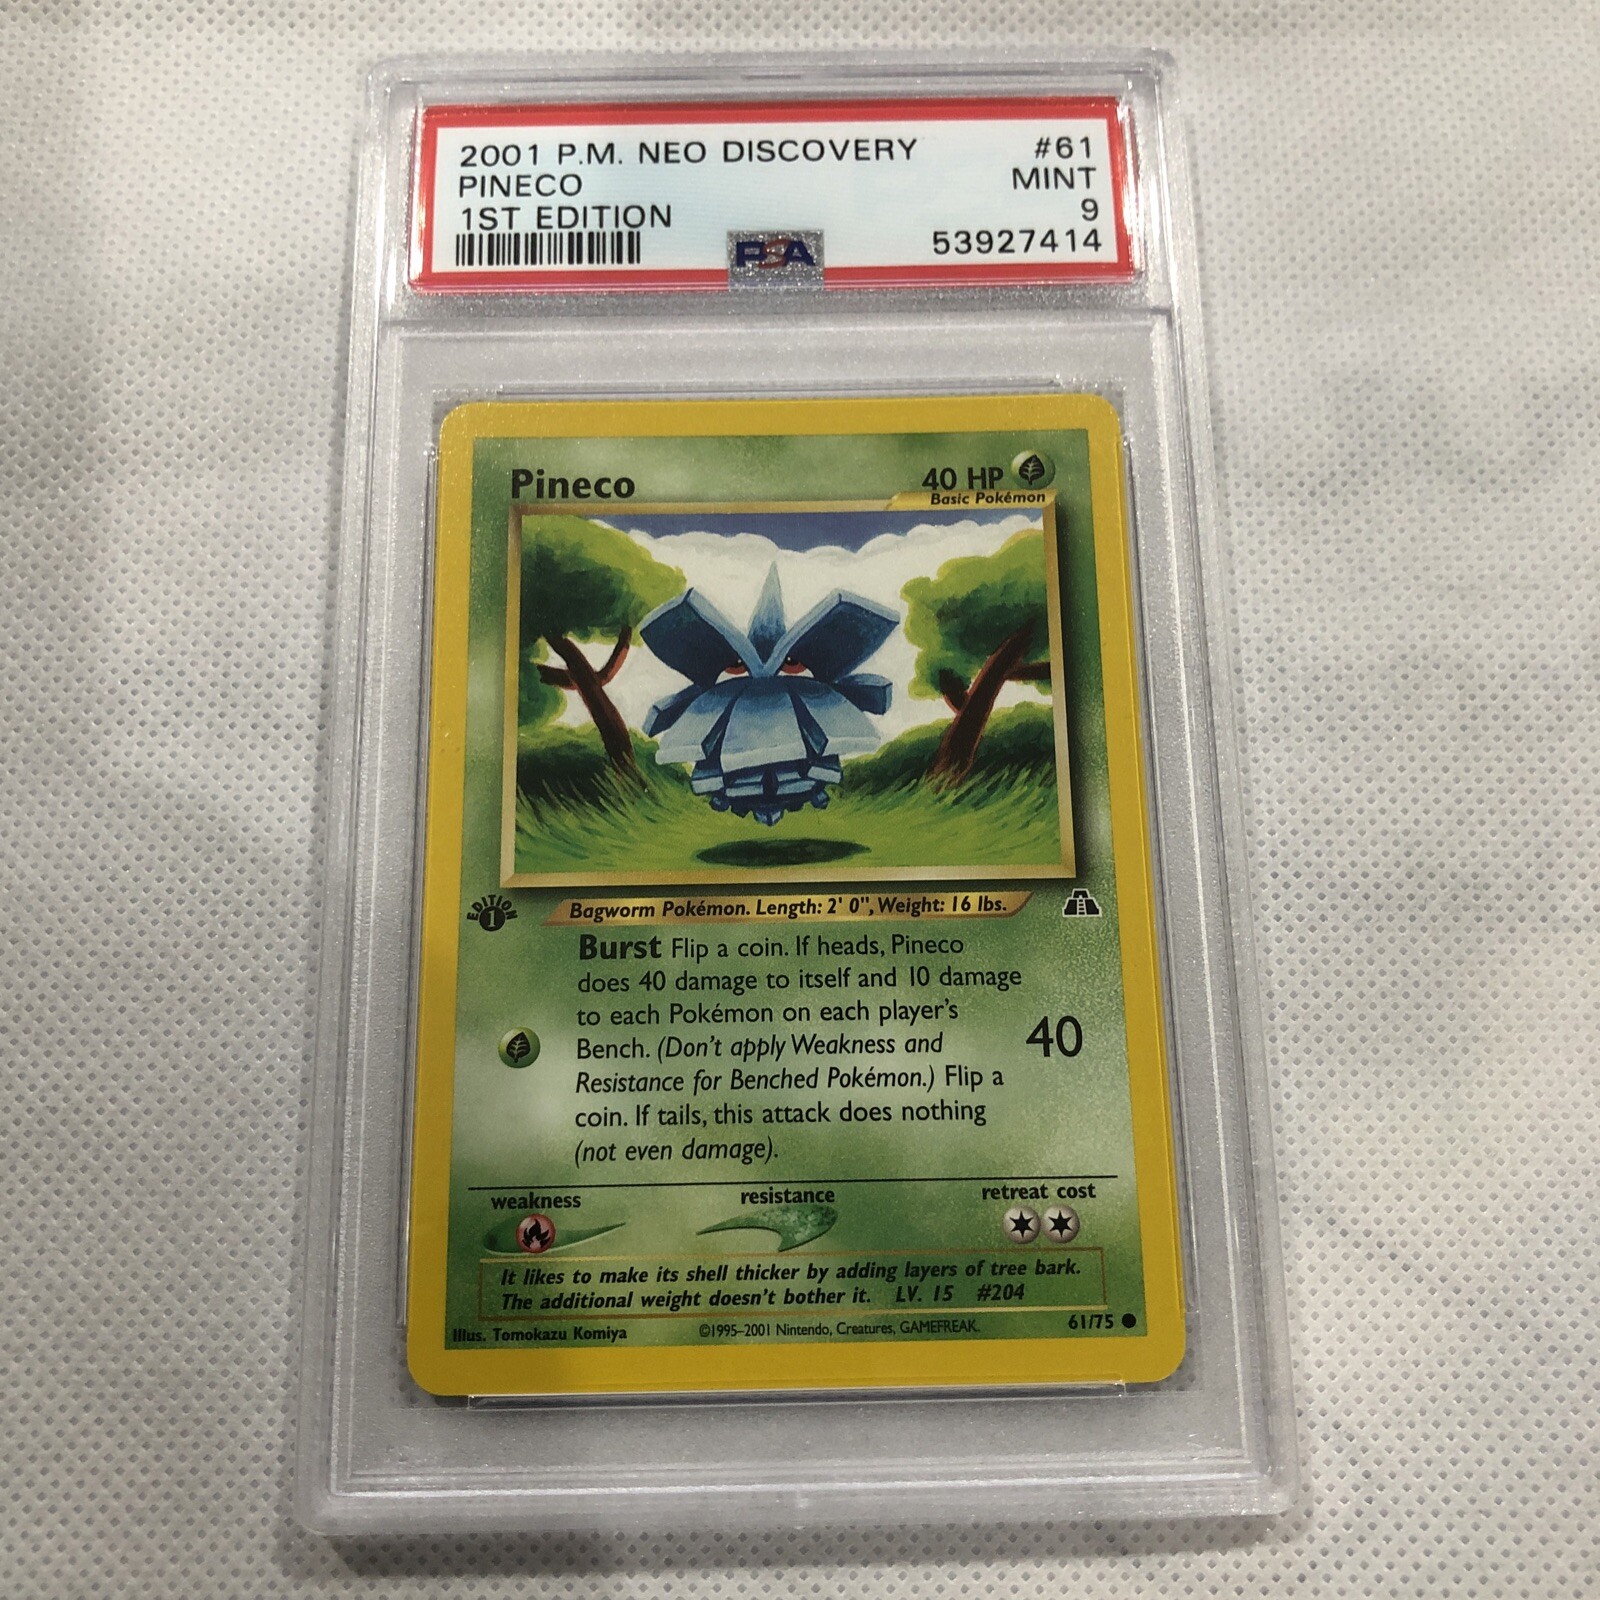 2001 P.M. NEO DISCOVERY #61
PINECO MINT
1ST EDITION 9
PSA 53927414
Pineco 40 HP
Basic Pokémon
EDITION 1
Bagworm Pokémon. Length: 2' 0", Weight: 16 lbs.
Burst Flip a coin. If heads, Pineco
does 40 damage to itself and 10 damage
to each Pokémon on each player's
Bench. (Don't apply Weakness and 40
Resistance for Benched Pokémon.) Flip a
coin. If tails, this attack does nothing
(not even damage).
weakness resistance retreat cost
It likes to make its shell thicker by adding layers of tree bark.
The additional weight doesn't bother it. LV. 15 #204
Illus. Tomokazu Komiya ©1995–2001 Nintendo, Creatures, GAMEFREAK. 61/75 ●